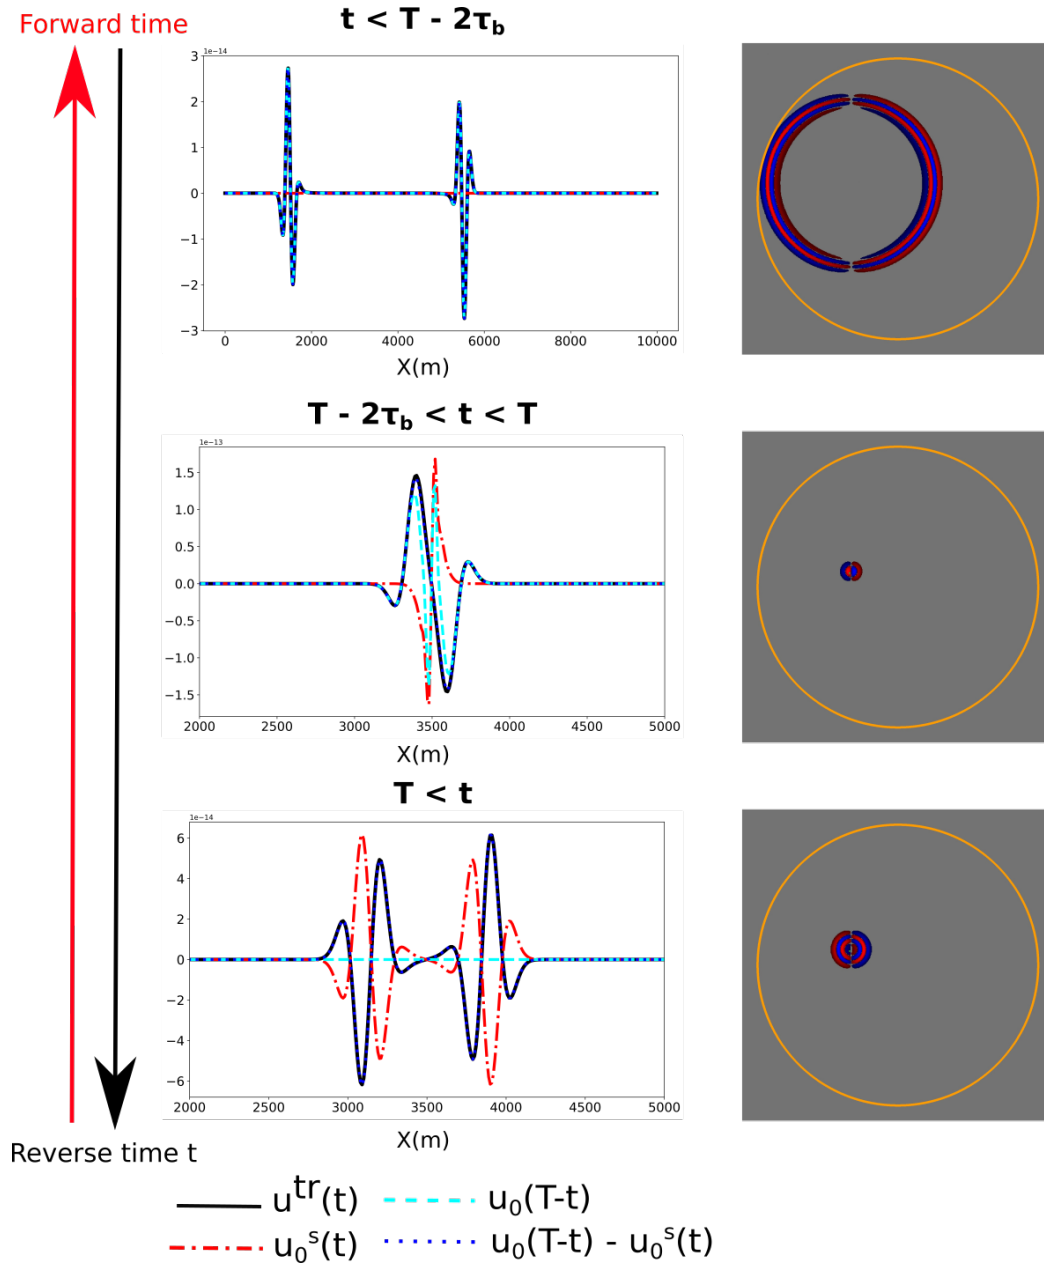 Forward time
t < T - 2τb
1e-14
3
2
1
0
−1
−2
−3
0 2000 4000 6000 8000 10000
X(m)
T - 2τb < t < T
1e-13
1.5
1.0
0.5
0.0
−0.5
−1.0
−1.5
2000 2500 3000 3500 4000 4500 5000
X(m)
T < t
1e-14
6
4
2
0
−2
−4
−6
2000 2500 3000 3500 4000 4500 5000
X(m)
Reverse time t
u^tr(t) u₀(T-t)
u₀^s(t) u₀(T-t) - u₀^s(t)